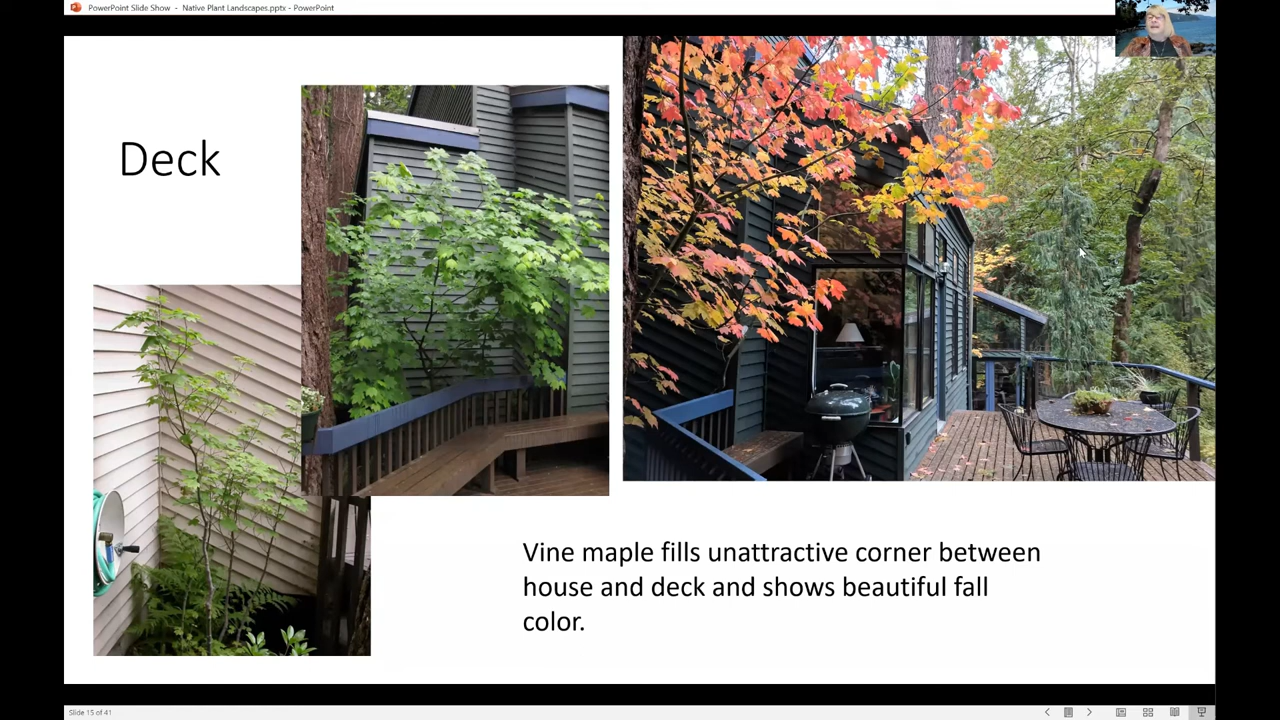 PowerPoint Slide Show - Native Plant Landscapes.pptx - PowerPoint
Deck
Vine maple fills unattractive corner between
house and deck and shows beautiful fall
color.
Slide 15 of 41